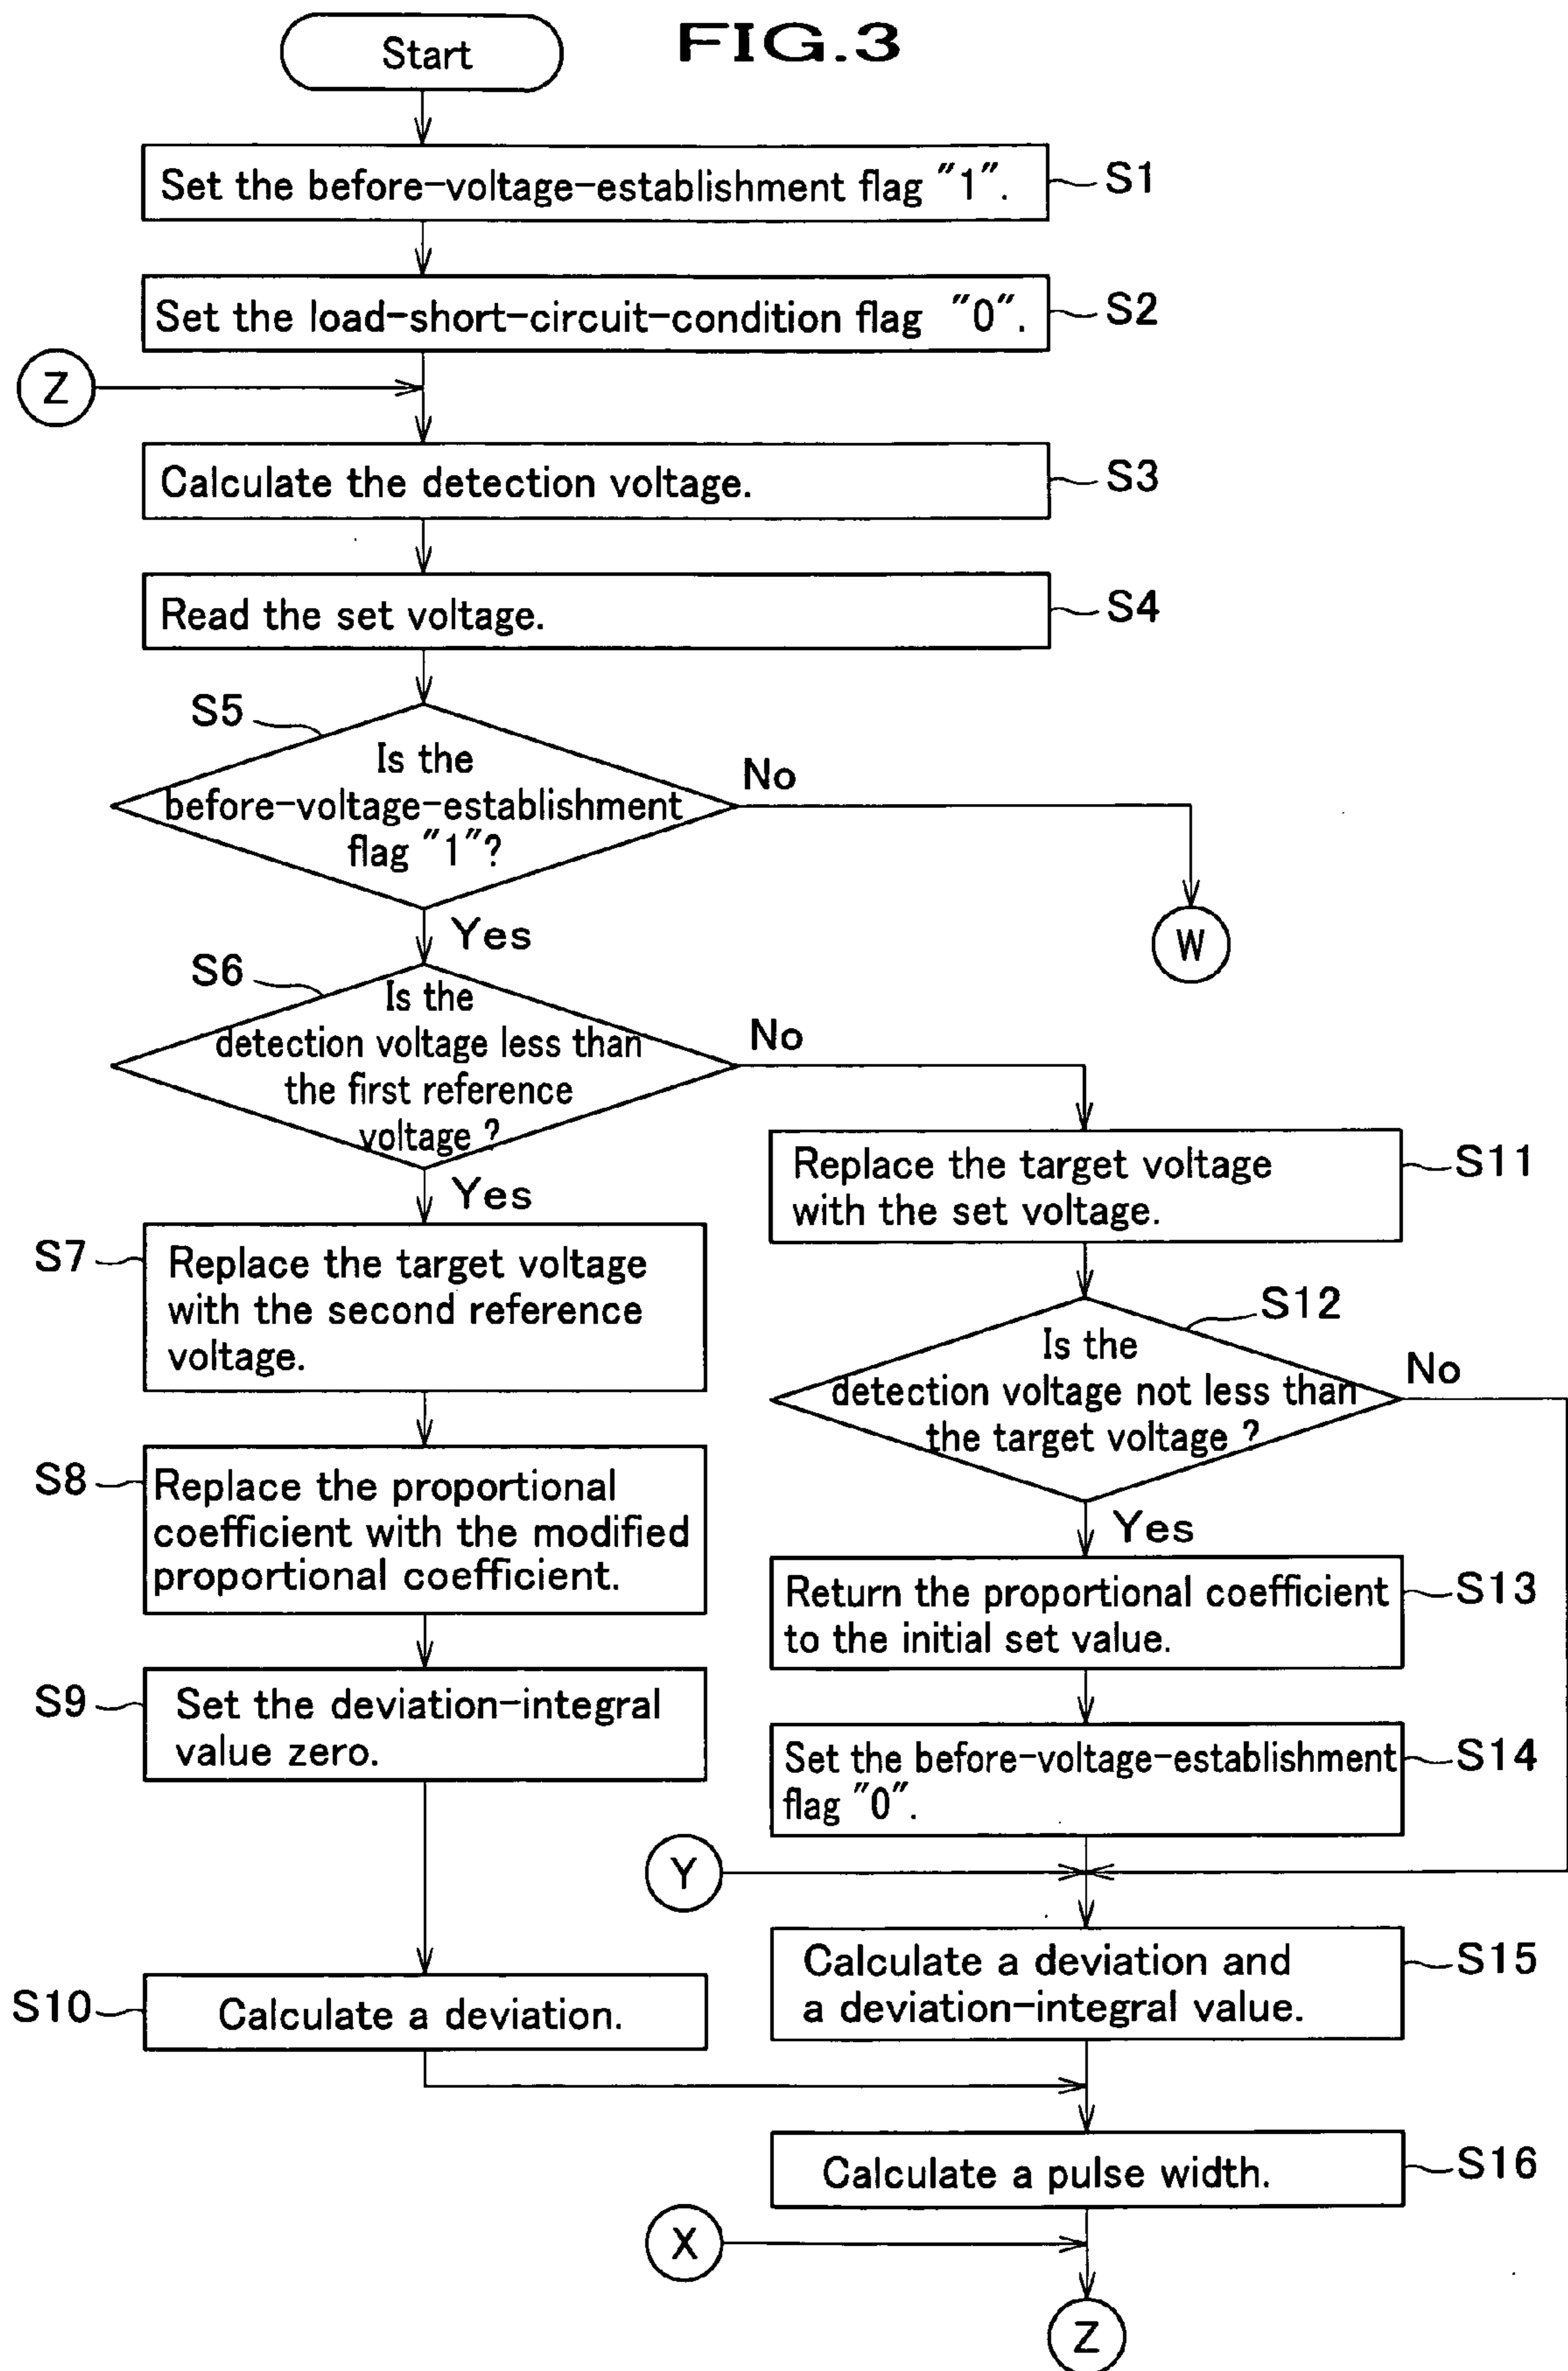 FIG.3
Start
Set the before-voltage-establishment flag "1".
S1
Set the load-short-circuit-condition flag "0".
S2
Z
Calculate the detection voltage.
S3
Read the set voltage.
S4
S5
Is the
before-voltage-establishment
flag "1"?
No
W
Yes
S6
Is the
detection voltage less than
the first reference
voltage ?
No
Yes
S7
Replace the target voltage
with the second reference
voltage.
S8
Replace the proportional
coefficient with the modified
proportional coefficient.
S9
Set the deviation-integral
value zero.
S10
Calculate a deviation.
Replace the target voltage
with the set voltage.
S11
S12
Is the
detection voltage not less than
the target voltage ?
No
Yes
Return the proportional coefficient
to the initial set value.
S13
Set the before-voltage-establishment
flag "0".
S14
Y
Calculate a deviation and
a deviation-integral value.
S15
Calculate a pulse width.
S16
X
Z